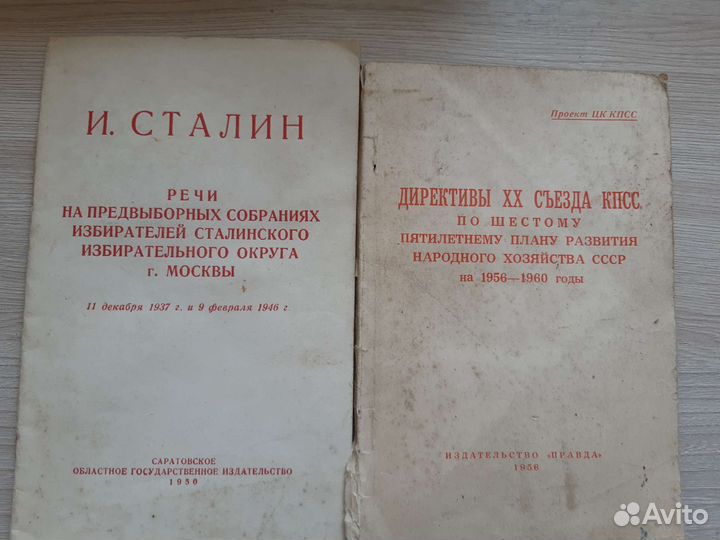 И. СТАЛИН
РЕЧИ
НА ПРЕДВЫБОРНЫХ СОБРАНИЯХ
ИЗБИРАТЕЛЕЙ СТАЛИНСКОГО
ИЗБИРАТЕЛЬНОГО ОКРУГА
г. МОСКВЫ
11 декабря 1937 г. и 9 февраля 1946 г.
САРАТОВСКОЕ
ОБЛАСТНОЕ ГОСУДАРСТВЕННОЕ ИЗДАТЕЛЬСТВО
1950
Проект ЦК КПСС
ДИРЕКТИВЫ XX СЪЕЗДА КПСС
ПО ШЕСТОМУ
ПЯТИЛЕТНЕМУ ПЛАНУ РАЗВИТИЯ
НАРОДНОГО ХОЗЯЙСТВА СССР
на 1956—1960 годы
ИЗДАТЕЛЬСТВО «ПРАВДА»
1956
Avito